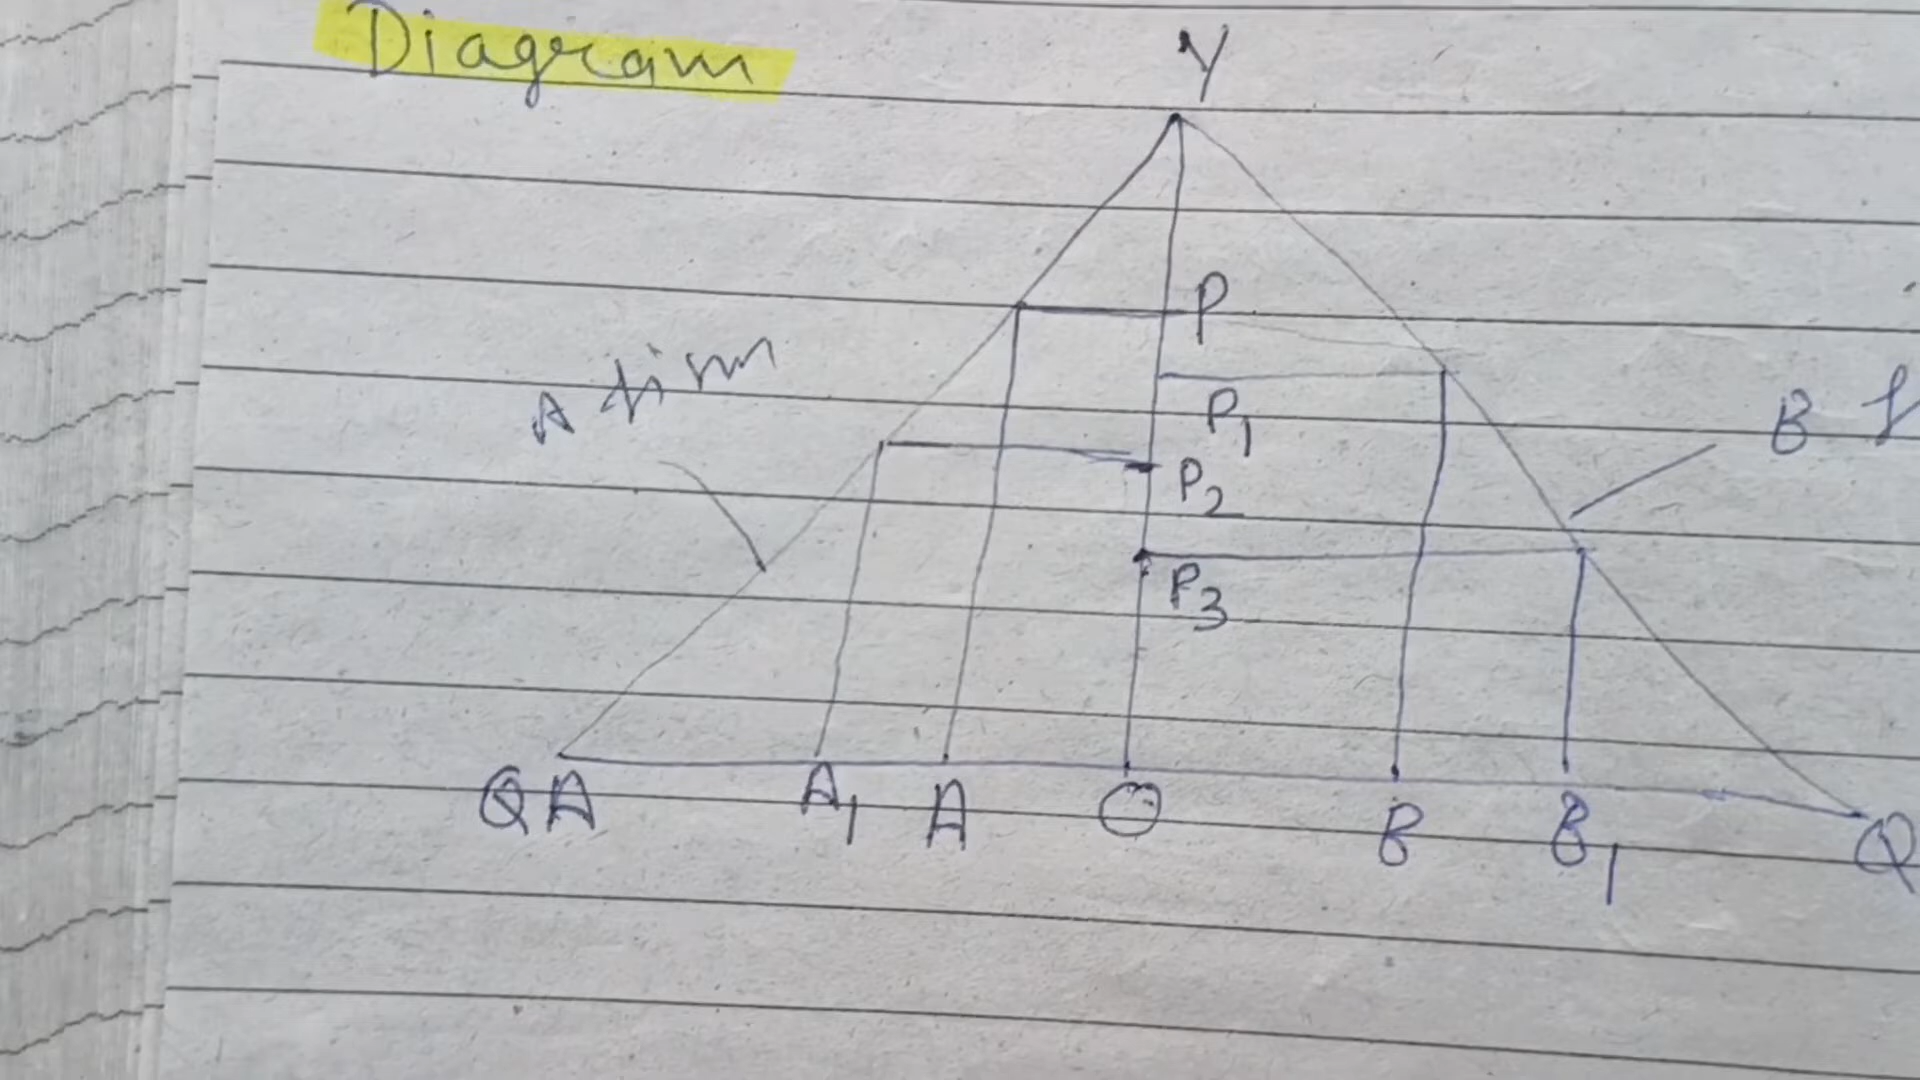 Diagram
Y
P
A firm
P1
B f
P2
P3
QA A1 A O B B1 Q